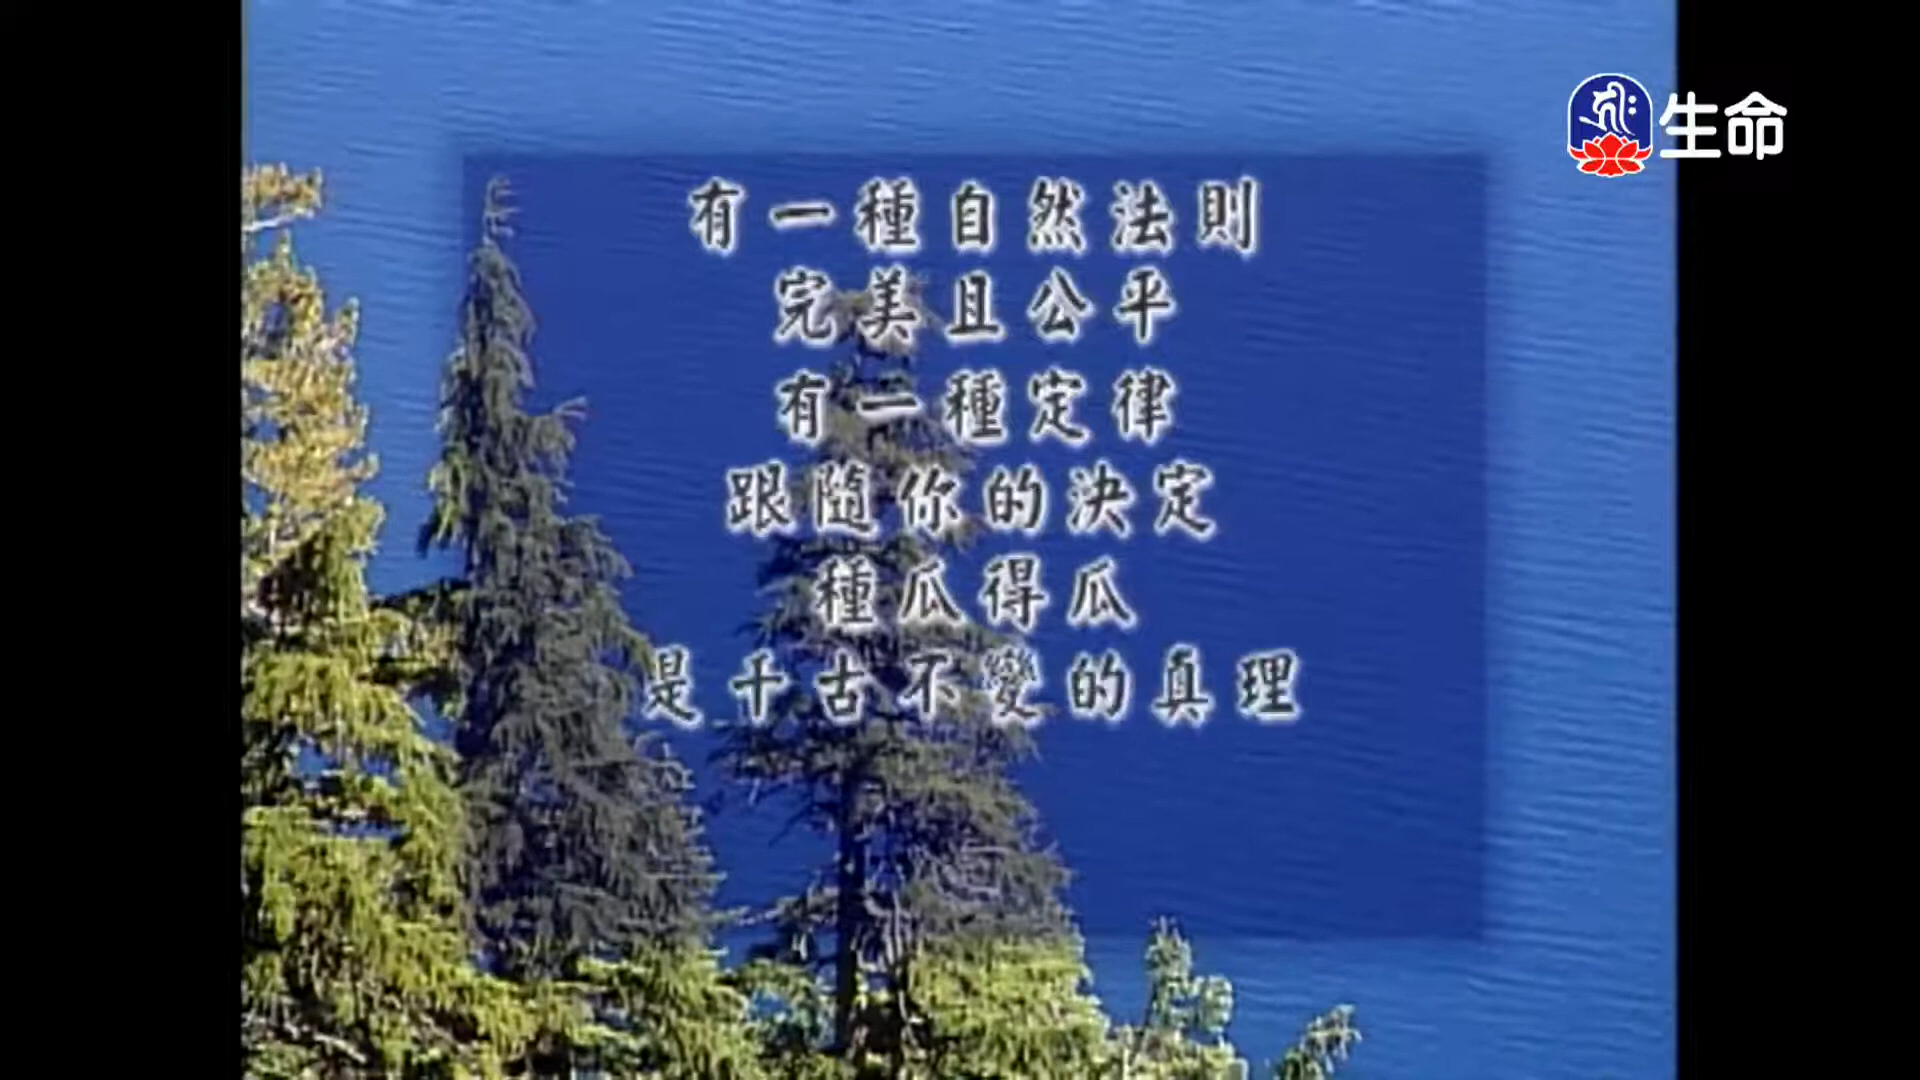 生命
有一種自然法則
完美且公平
有一種定律
跟隨你的決定
種瓜得瓜
是千古不變的真理